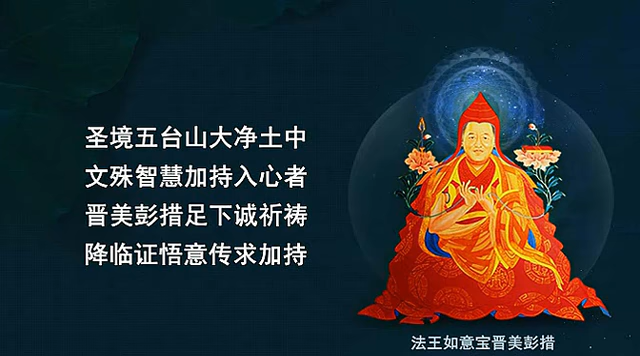 圣境五台山大净土中
文殊智慧加持入心者
晋美彭措足下诚祈祷
降临证悟意传求加持
法王如意宝晋美彭措